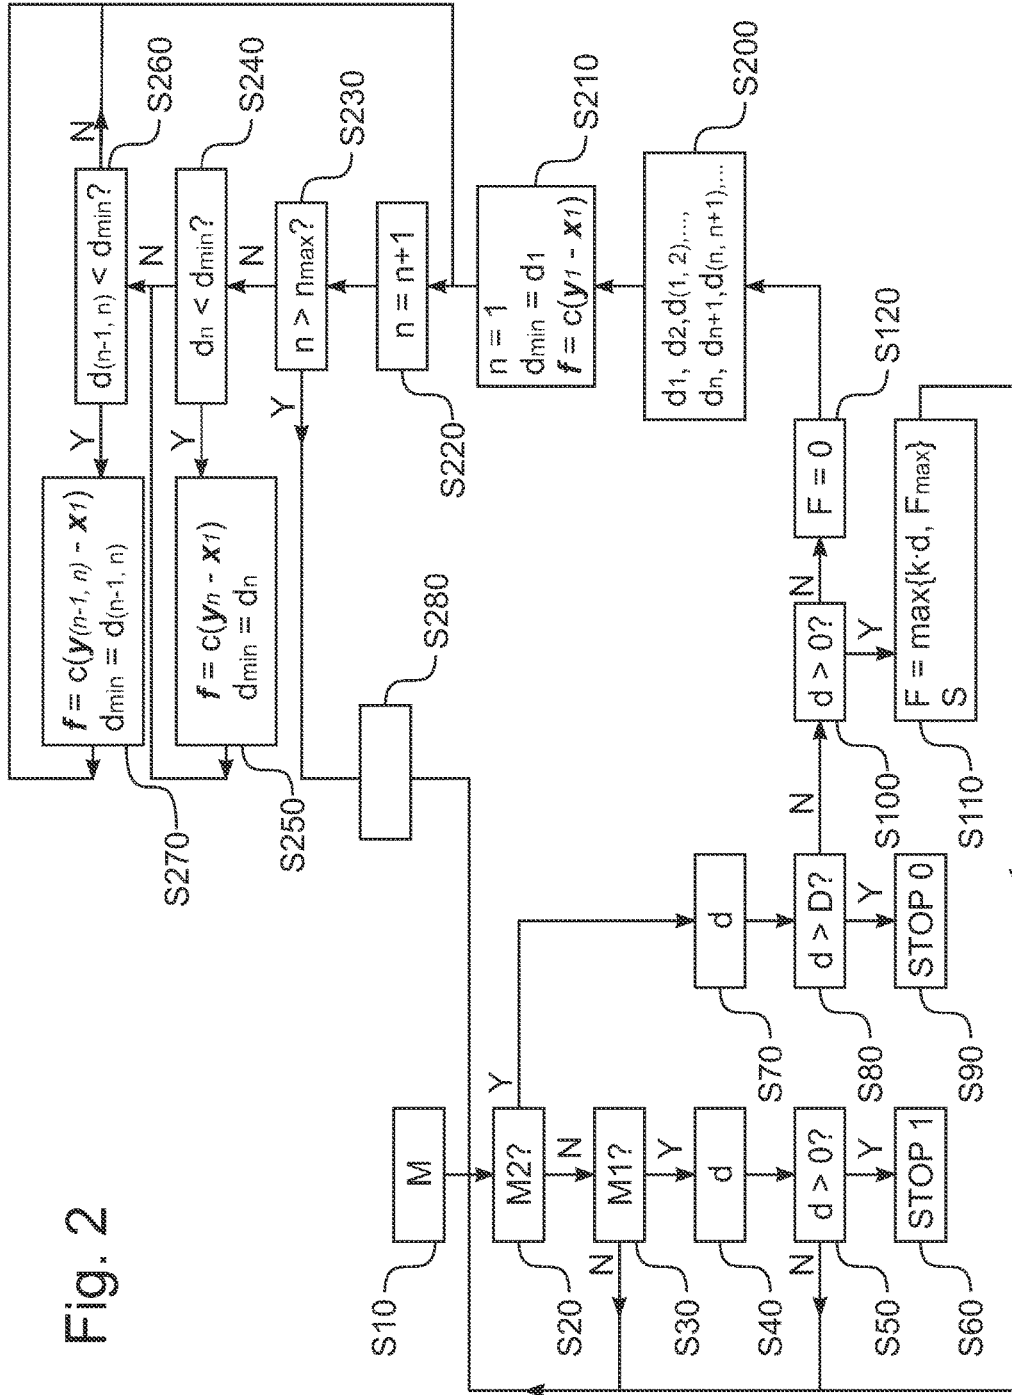 Fig. 2
S10
M
S20
M2?
Y
N
S30
M1?
N
Y
S40
d
S50
d > 0?
N
Y
S60
STOP 1
S70
d
S80
d > D?
N
Y
S90
STOP 0
S100
d > 0?
N
Y
S110
F = max{k·d, Fmax}
S
S120
F = 0
S200
d1, d2,d(1, 2),...,
dn, dn+1,d(n, n+1),...
S210
n = 1
dmin = d1
f = c(y1 - x1)
S220
n = n+1
S230
n > nmax?
Y
N
S240
dn < dmin?
Y
N
S250
f = c(yn - x1)
dmin = dn
S260
d(n-1, n) < dmin?
Y
N
S270
f = c(y(n-1, n) - x1)
dmin = d(n-1, n)
S280